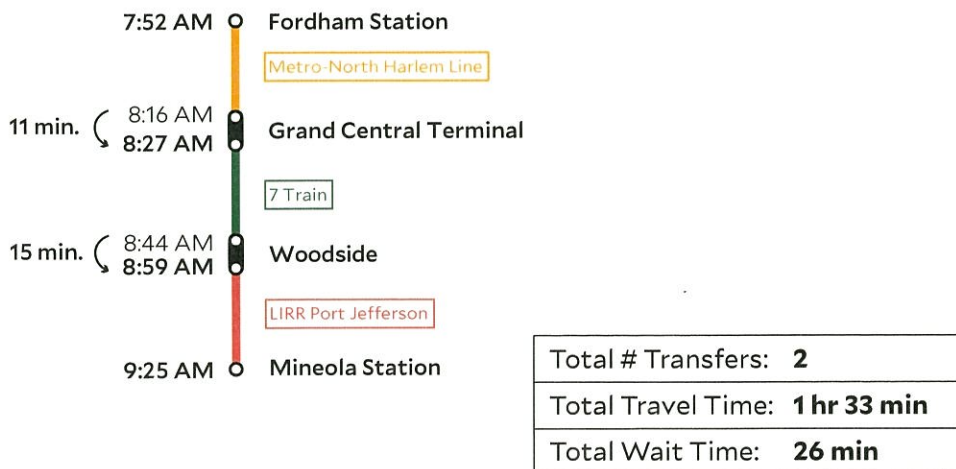 7:52 AM Fordham Station
Metro-North Harlem Line
8:16 AM
11 min. Grand Central Terminal
8:27 AM
7 Train
8:44 AM
15 min. Woodside
8:59 AM
LIRR Port Jefferson
9:25 AM Mineola Station
Total # Transfers: 2
Total Travel Time: 1 hr 33 min
Total Wait Time: 26 min